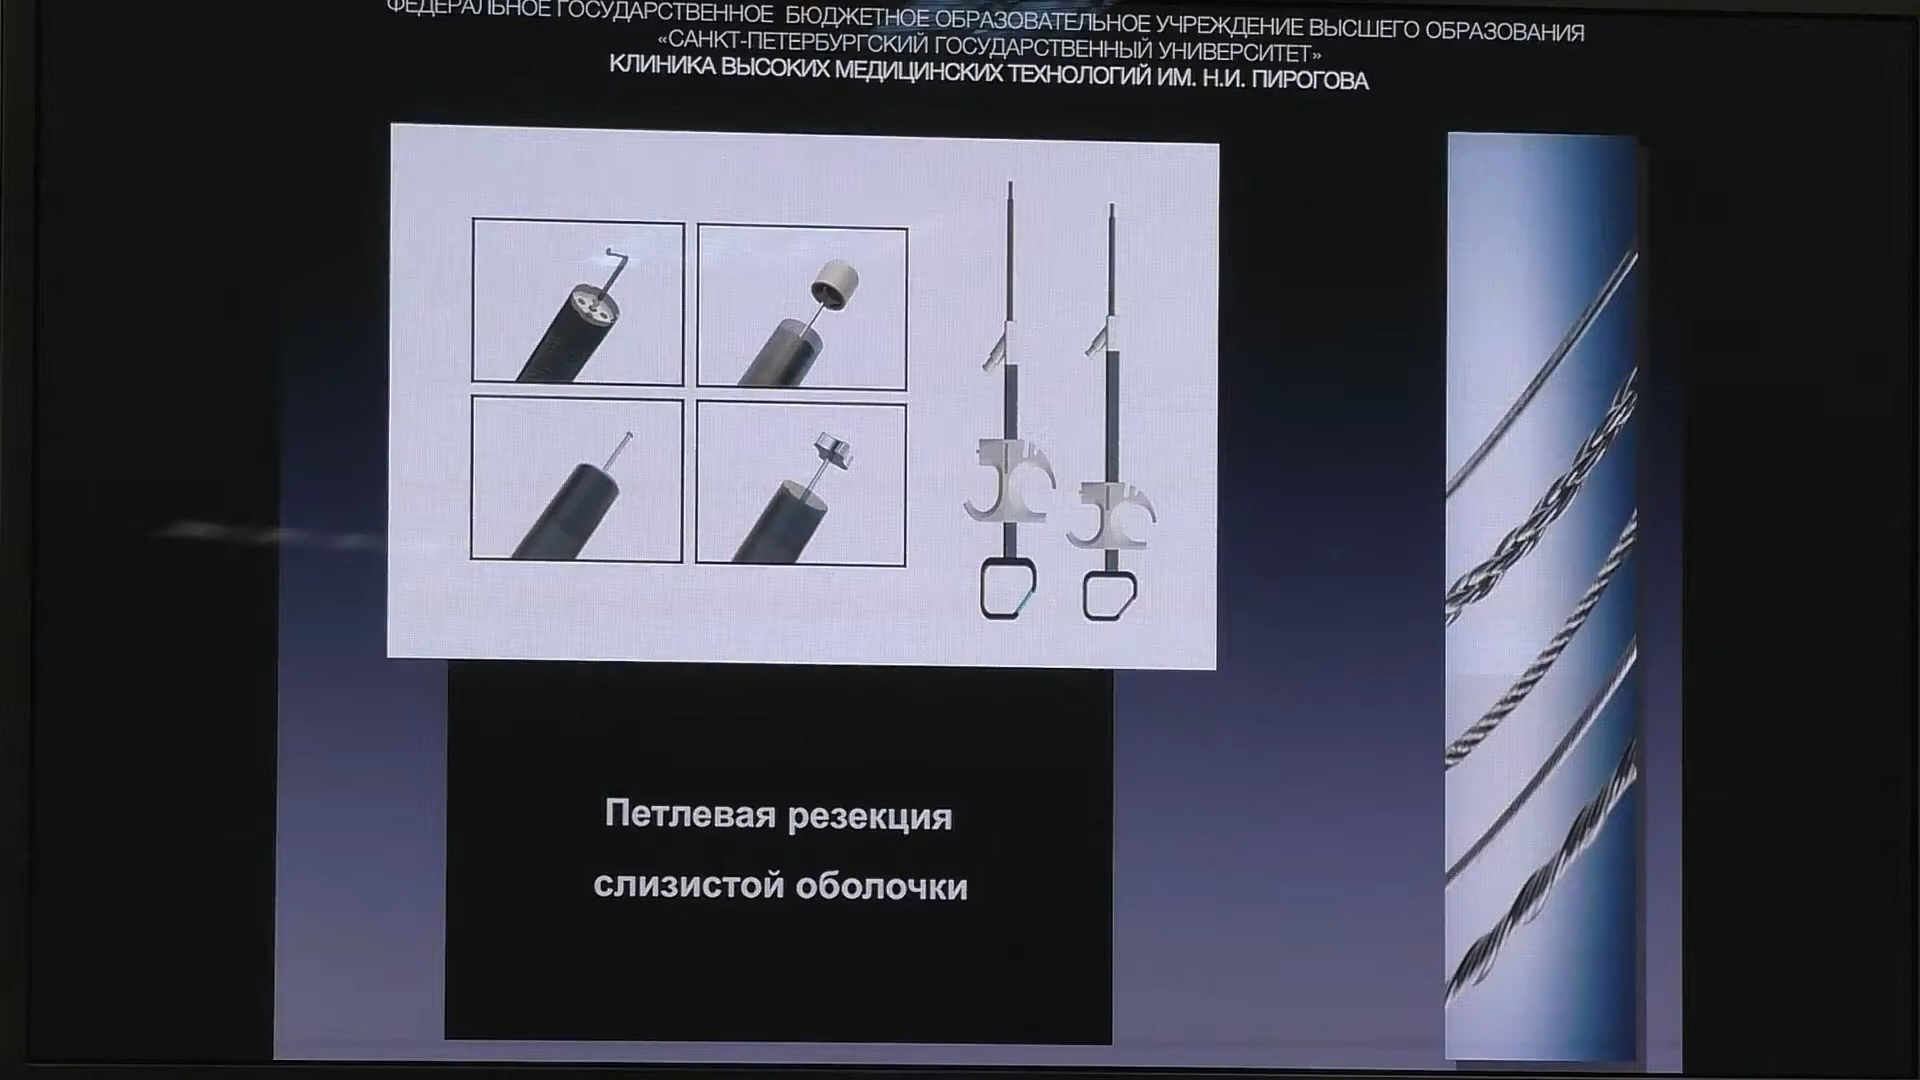 ФЕДЕРАЛЬНОЕ ГОСУДАРСТВЕННОЕ БЮДЖЕТНОЕ ОБРАЗОВАТЕЛЬНОЕ УЧРЕЖДЕНИЕ ВЫСШЕГО ОБРАЗОВАНИЯ
«САНКТ-ПЕТЕРБУРГСКИЙ ГОСУДАРСТВЕННЫЙ УНИВЕРСИТЕТ»
КЛИНИКА ВЫСОКИХ МЕДИЦИНСКИХ ТЕХНОЛОГИЙ ИМ. Н.И. ПИРОГОВА
Петлевая резекция
слизистой оболочки